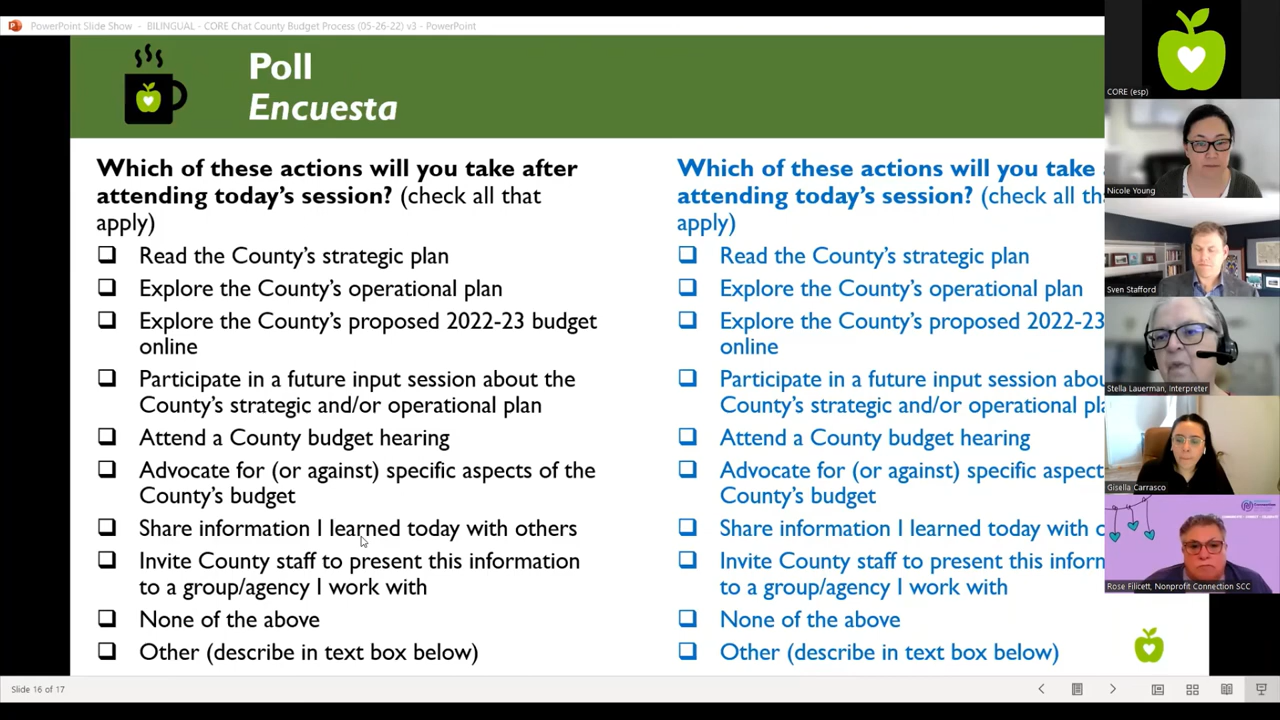 PowerPoint Slide Show - BILINGUAL - CORE Chat County Budget Process (05-26-22) v3 - PowerPoint
Poll
Encuesta
Which of these actions will you take after
attending today's session? (check all that
apply)
Read the County's strategic plan
Explore the County's operational plan
Explore the County's proposed 2022-23 budget
online
Participate in a future input session about the
County's strategic and/or operational plan
Attend a County budget hearing
Advocate for (or against) specific aspects of the
County's budget
Share information I learned today with others
Invite County staff to present this information
to a group/agency I work with
None of the above
Other (describe in text box below)
Which of these actions will you take
attending today's session? (check all
apply)
Read the County's strategic plan
Explore the County's operational plan
Explore the County's proposed 2022-23
online
Participate in a future input session
County's strategic and/or operational
Attend a County budget hearing
Advocate for (or against) specific
County's budget
Share information I learned today with
Invite County staff to present this
to a group/agency I work with
None of the above
Other (describe in text box below)
CORE (esp)
Nicole Young
Sven Stafford
Stella Lauerman, Interpreter
Gisella Carrasco
Rose Filicett, Nonprofit Connection SCC
Slide 16 of 17